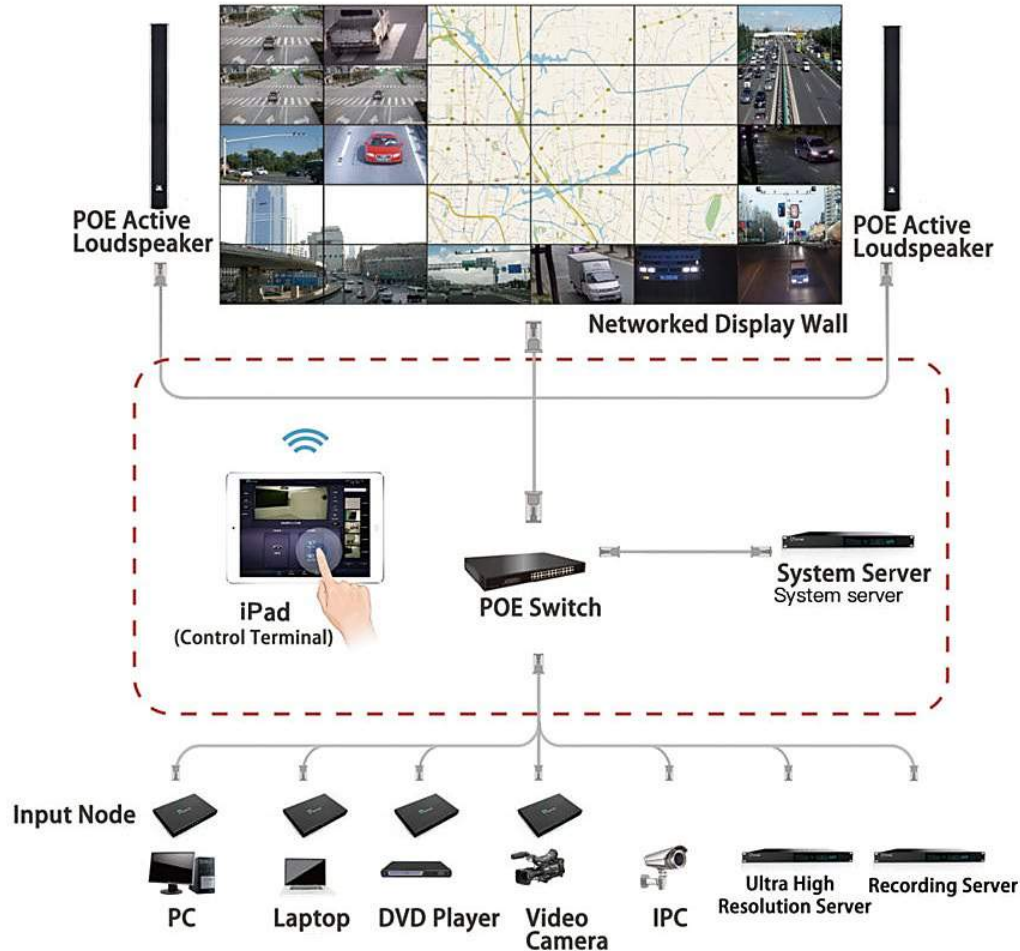 POE Active
Loudspeaker
POE Active
Loudspeaker
Networked Display Wall
iPad
(Control Terminal)
POE Switch
System Server
System server
Input Node
PC
Laptop
DVD Player
Video
Camera
IPC
Ultra High
Resolution Server
Recording Server